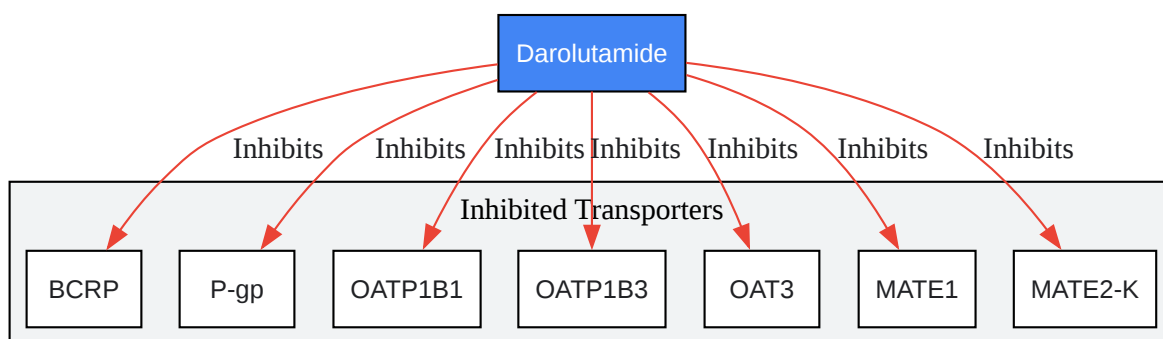 Darolutamide
Inhibits Inhibits Inhibits Inhibits Inhibits Inhibits Inhibits
Inhibited Transporters
BCRP P-gp OATP1B1 OATP1B3 OAT3 MATE1 MATE2-K